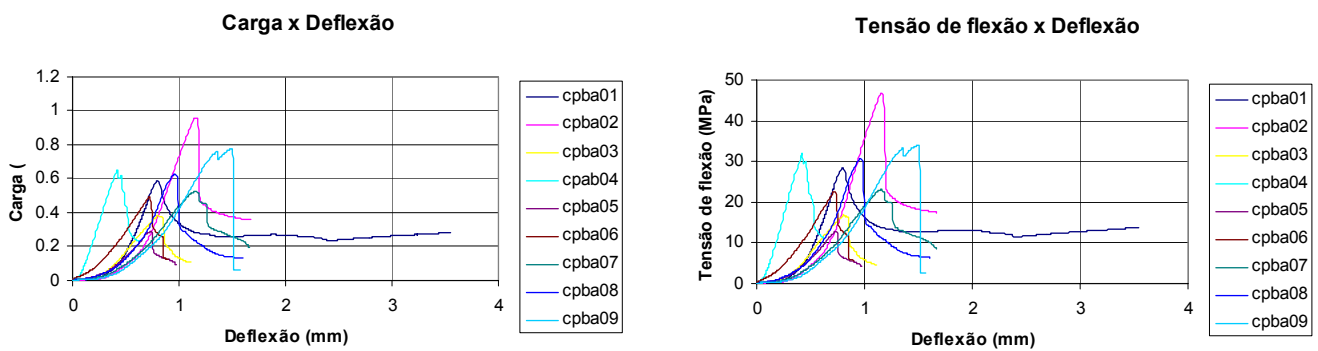 Carga x Deflexão
1.2
1
0.8
0.6
0.4
0.2
0
0
1
2
3
4
Carga (
Deflexão (mm)
cpba01
cpba02
cpba03
cpab04
cpba05
cpba06
cpba07
cpba08
cpba09
Tensão de flexão x Deflexão
50
40
30
20
10
0
0
1
2
3
4
Tensão de flexão (MPa)
Deflexão (mm)
cpba01
cpba02
cpba03
cpba04
cpba05
cpba06
cpba07
cpba08
cpba09